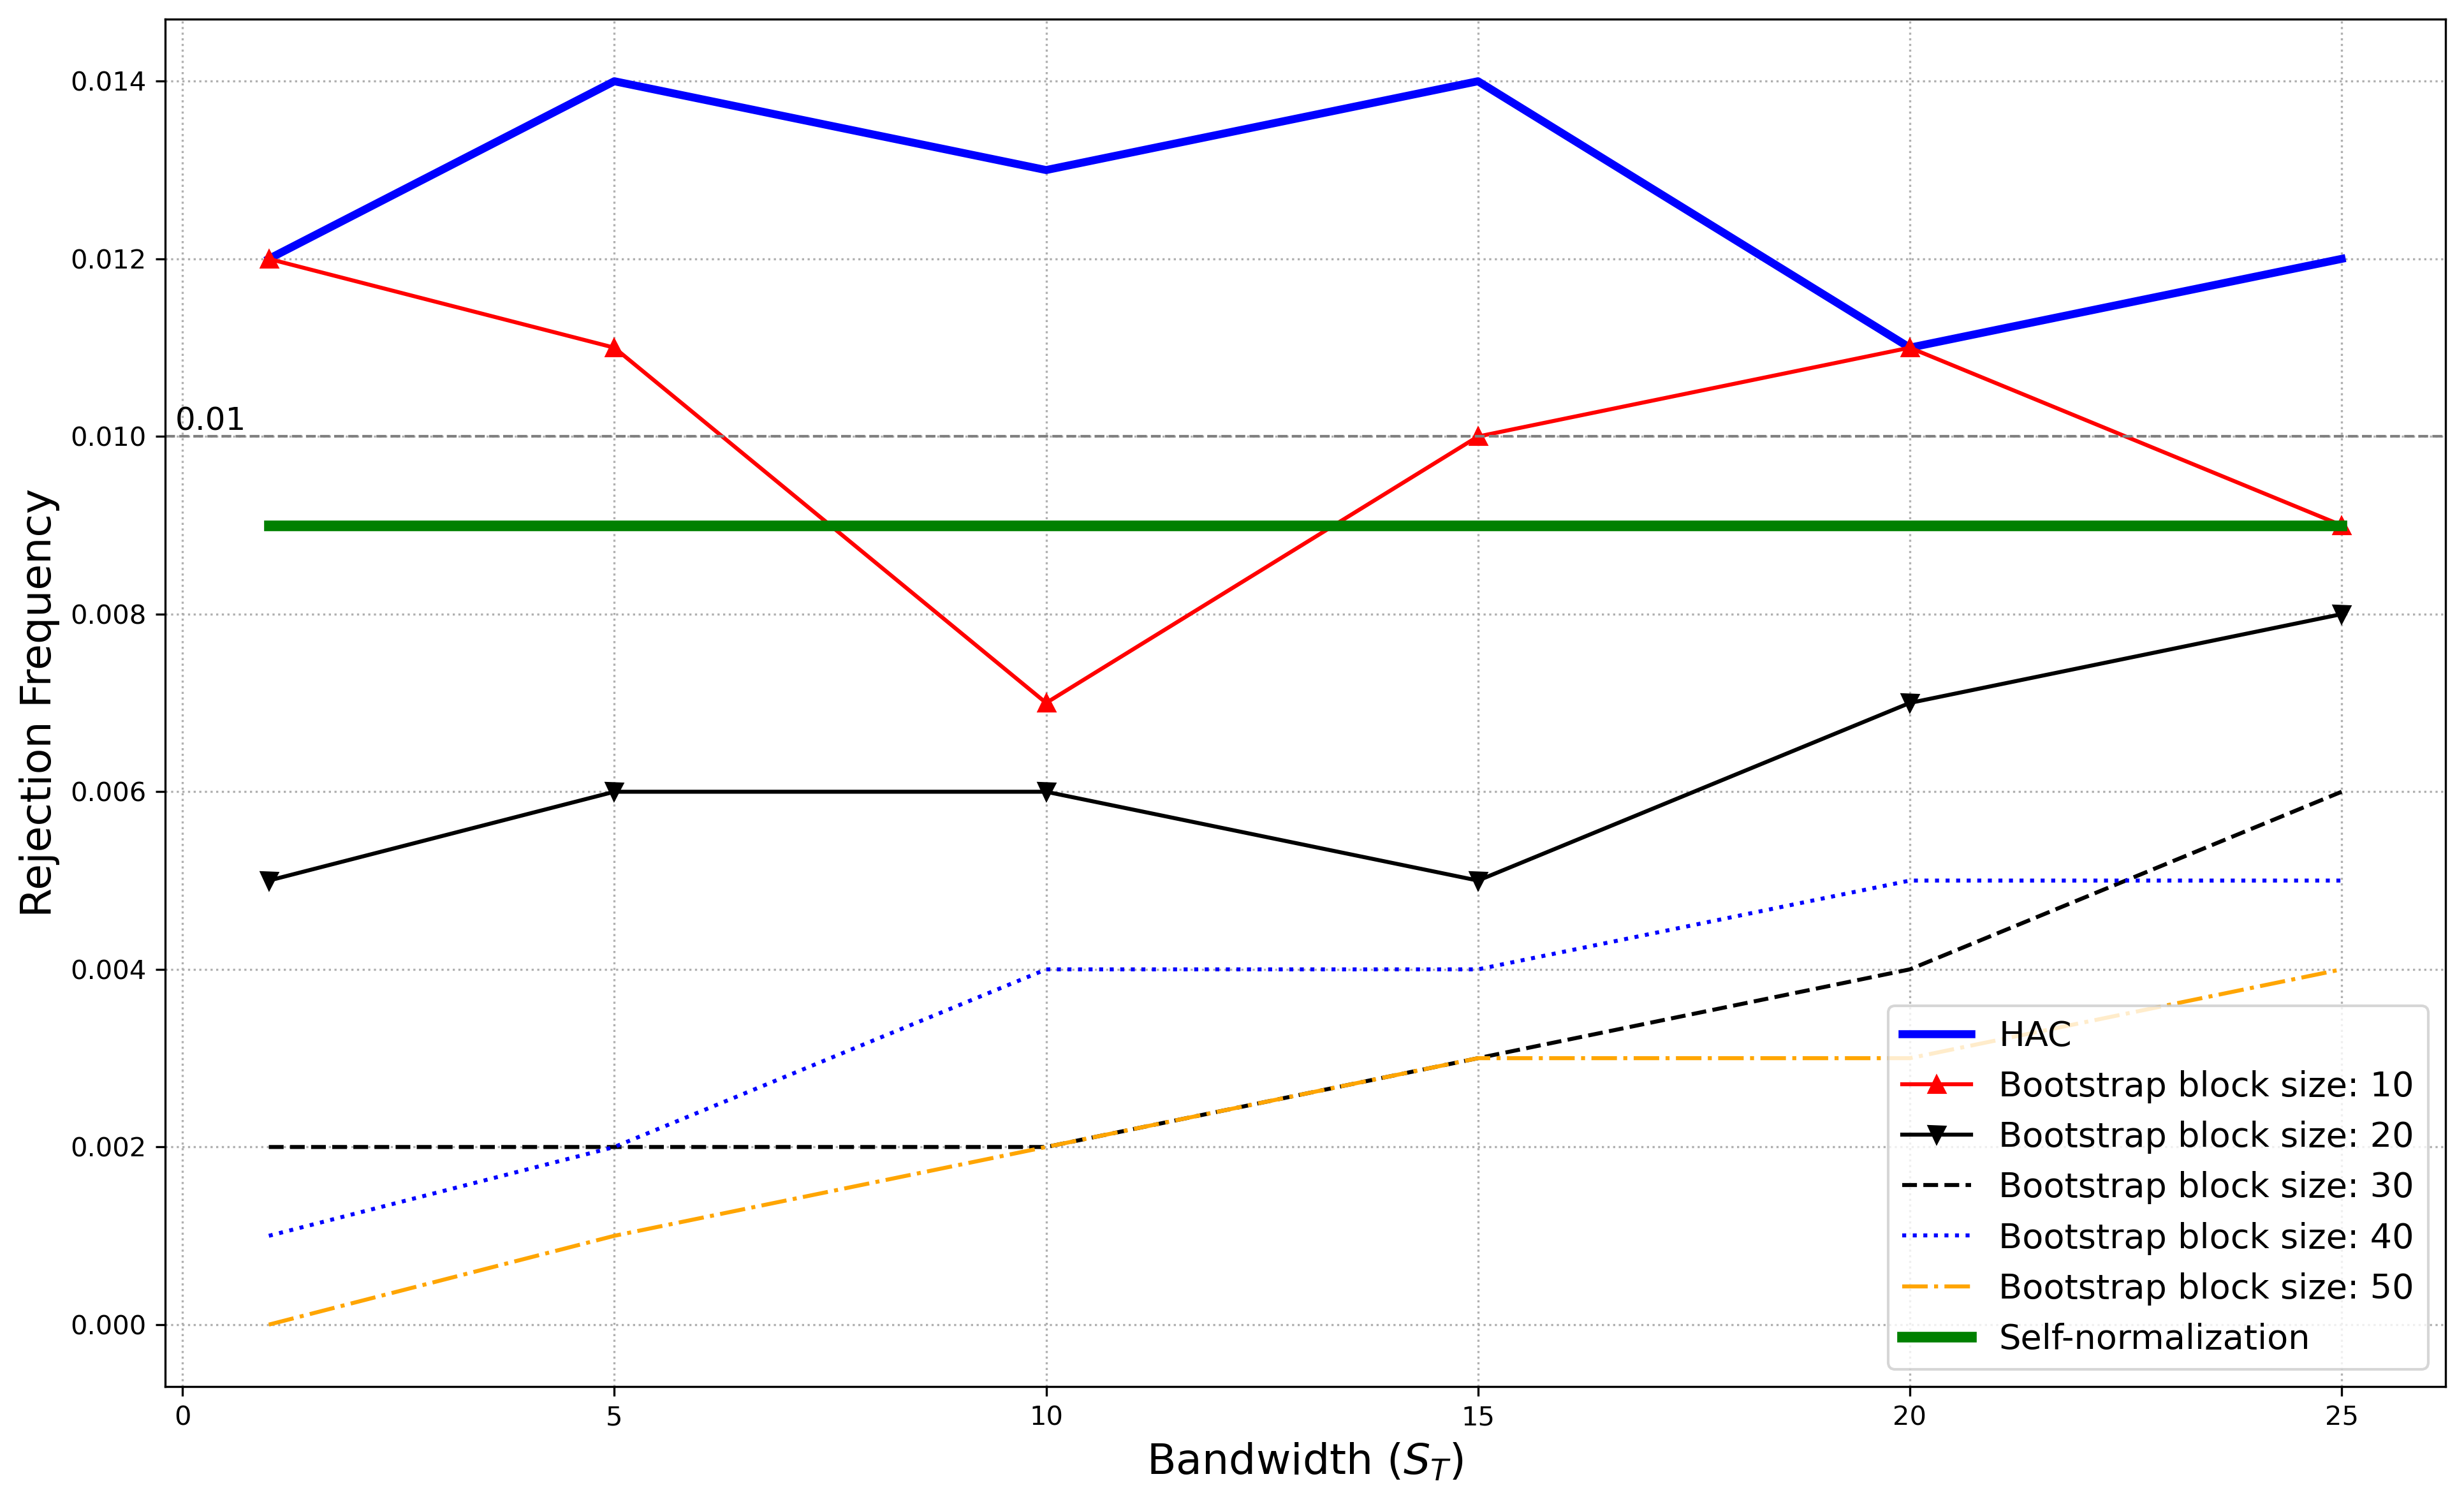 0.014
0.012
0.010
0.008
0.006
0.004
0.002
0.000
Rejection Frequency
0.01
0
5
10
15
20
25
Bandwidth (S_T)
HAC
Bootstrap block size: 10
Bootstrap block size: 20
Bootstrap block size: 30
Bootstrap block size: 40
Bootstrap block size: 50
Self-normalization